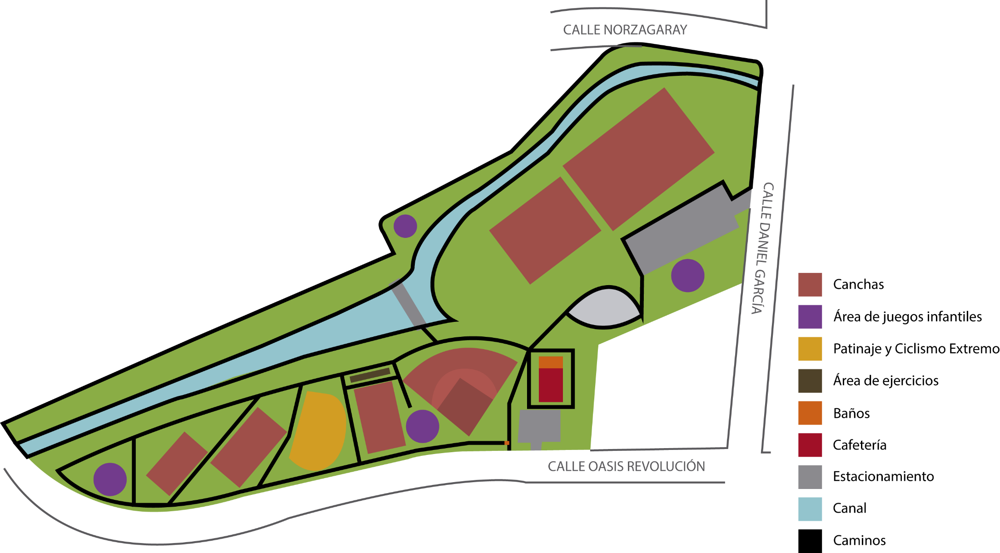 CALLE NORZAGARAY
CALLE DANIEL GARCÍA
CALLE OASIS REVOLUCIÓN
Canchas
Área de juegos infantiles
Patinaje y Ciclismo Extremo
Área de ejercicios
Baños
Cafetería
Estacionamiento
Canal
Caminos